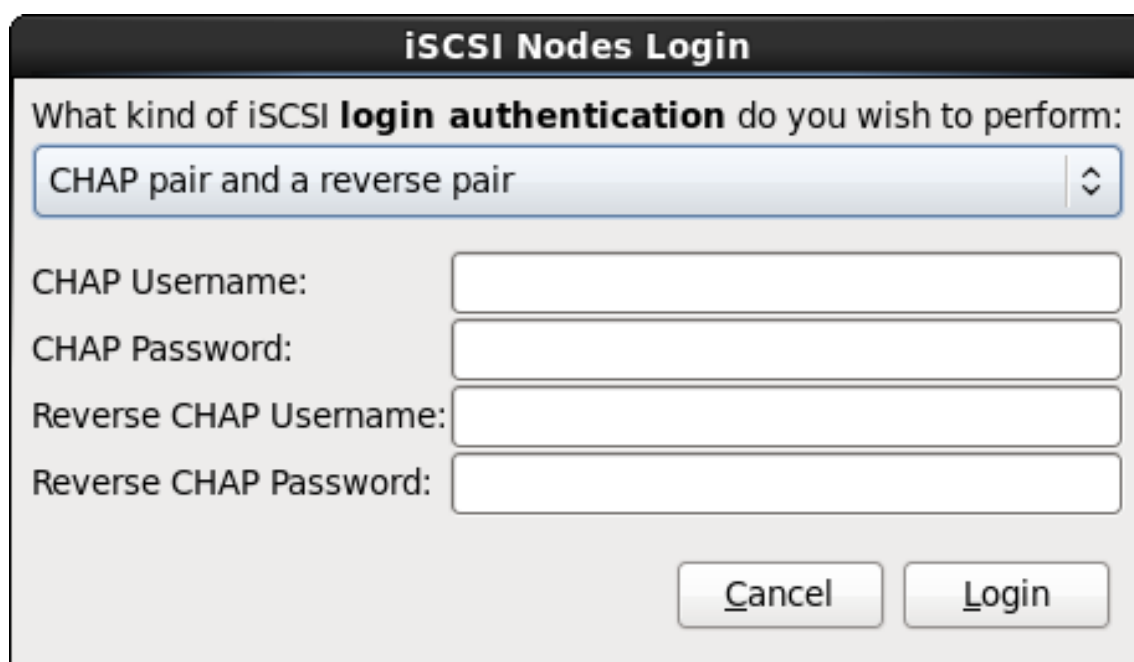 iSCSI Nodes Login
What kind of iSCSI login authentication do you wish to perform:
CHAP pair and a reverse pair
CHAP Username:
CHAP Password:
Reverse CHAP Username:
Reverse CHAP Password:
Cancel Login